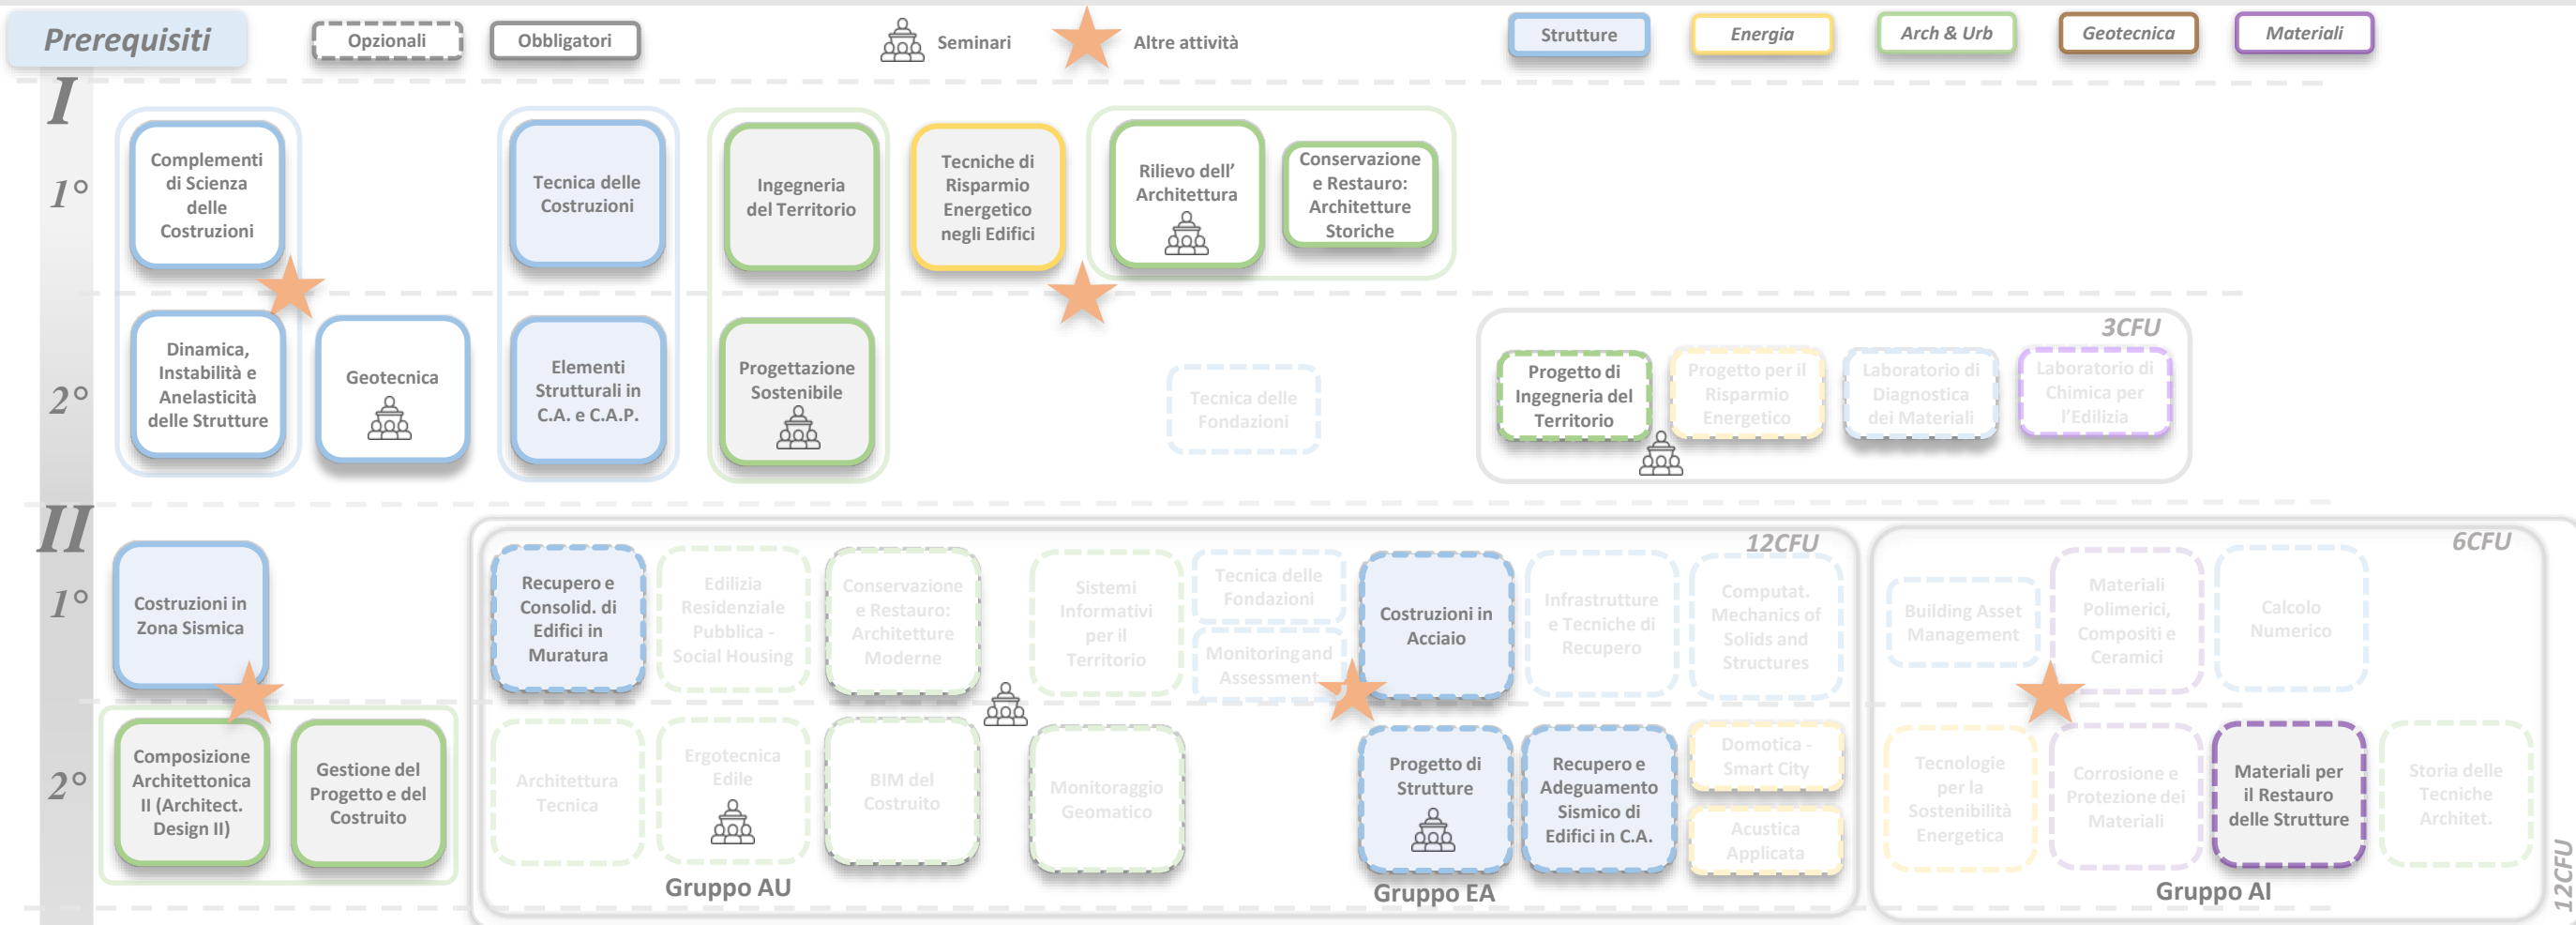 Prerequisiti
Opzionali
Obbligatori
Seminari
Altre attività
Strutture
Energia
Arch & Urb
Geotecnica
Materiali
I
1°
Complementi
di Scienza
delle
Costruzioni
Tecnica delle
Costruzioni
Ingegneria
del Territorio
Tecniche di
Risparmio
Energetico
negli Edifici
Rilievo dell'
Architettura
Conservazione
e Restauro:
Architetture
Storiche
2°
Dinamica,
Instabilità e
Anelasticità
delle Strutture
Geotecnica
Elementi
Strutturali in
C.A. e C.A.P.
Progettazione
Sostenibile
Tecnica delle
Fondazioni
3CFU
Progetto di
Ingegneria del
Territorio
Progetto per il
Risparmio
Energetico
Laboratorio di
Diagnostica
dei Materiali
Laboratorio di
Chimica per
l'Edilizia
II
1°
Costruzioni in
Zona Sismica
12CFU
Recupero e
Consolid. di
Edifici in
Muratura
Edilizia
Residenziale
Pubblica -
Social Housing
Conservazione
e Restauro:
Architetture
Moderne
Sistemi
Informativi
per il
Territorio
Tecnica delle
Fondazioni
Monitoring and
Assessment
Costruzioni in
Acciaio
Infrastrutture
e Tecniche di
Recupero
Computat.
Mechanics of
Solids and
Structures
6CFU
Building Asset
Management
Materiali
Polimerici,
Compositi e
Ceramici
Calcolo
Numerico
2°
Composizione
Architettonica
II (Architect.
Design II)
Gestione del
Progetto e del
Costruito
Architettura
Tecnica
Ergotecnica
Edile
BIM del
Costruito
Monitoraggio
Geomatico
Progetto di
Strutture
Recupero e
Adeguamento
Sismico di
Edifici in C.A.
Domotica -
Smart City
Acustica
Applicata
Tecnologie
per la
Sostenibilità
Energetica
Corrosione e
Protezione dei
Materiali
Materiali per
il Restauro
delle Strutture
Storia delle
Tecniche
Architet.
Gruppo AU
Gruppo EA
Gruppo AI
12CFU